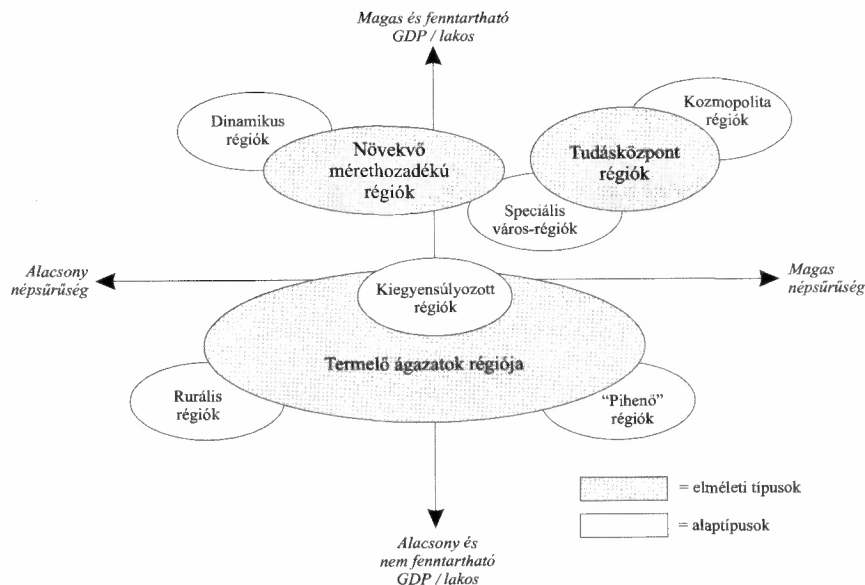 Magas és fenntartható
GDP / lakos
Dinamikus
régiók
Kozmopolita
régiók
Növekvő
mérethozadékú
régiók
Tudásközpont
régiók
Speciális
város-régiók
Alacsony
népsűrűség
Magas
népsűrűség
Kiegyensúlyozott
régiók
Termelő ágazatok régiója
Rurális
régiók
“Pihenő”
régiók
= elméleti típusok
= alaptípusok
Alacsony és
nem fenntartható
GDP / lakos